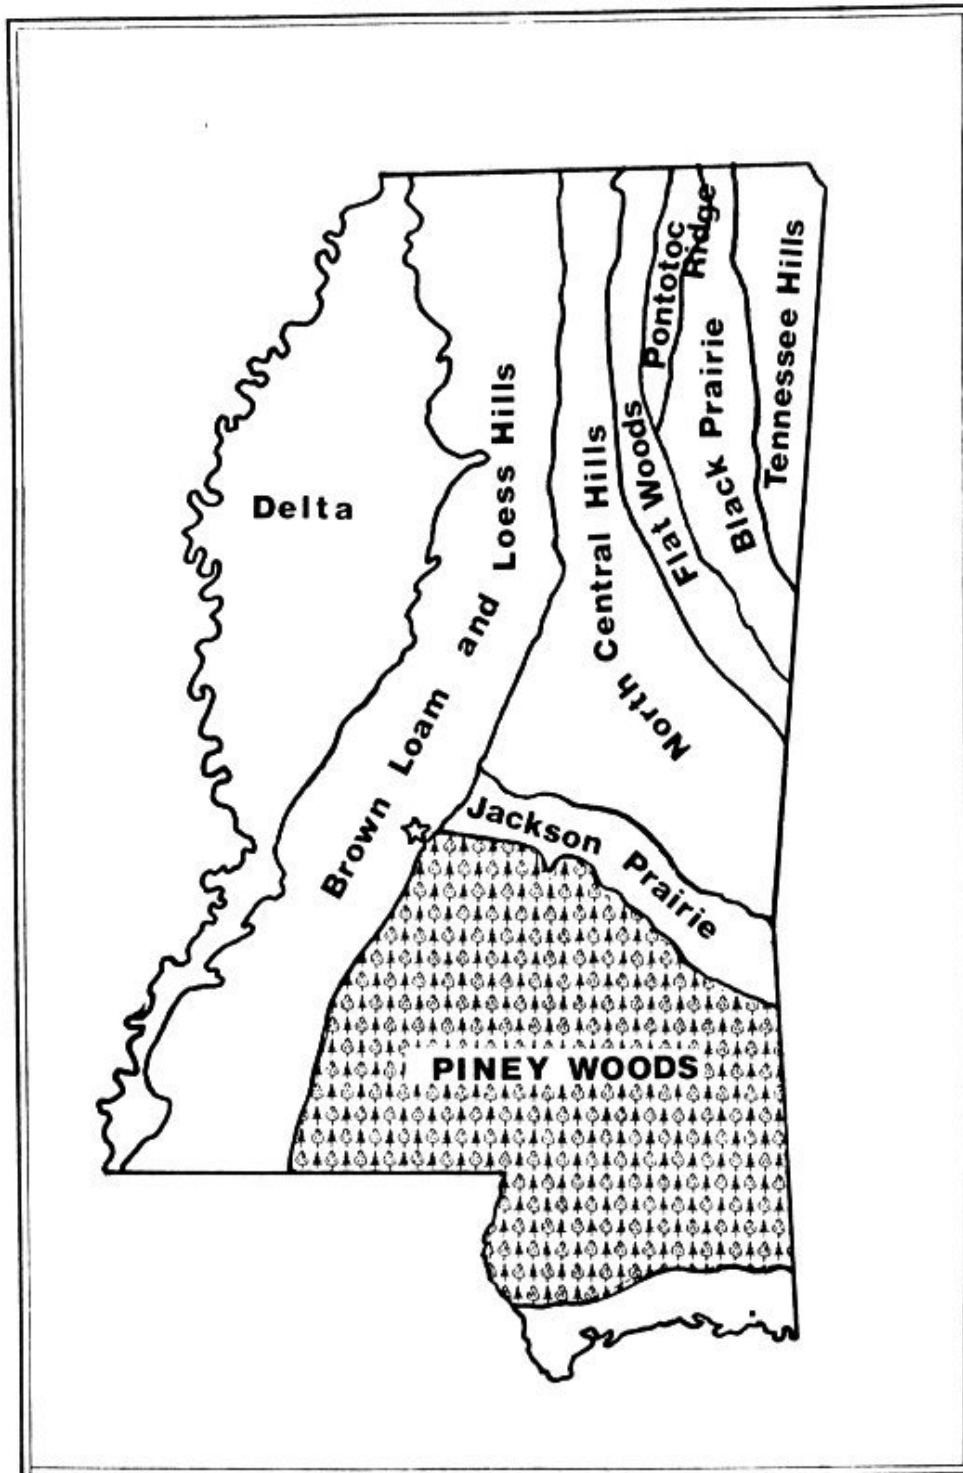 Delta
Brown Loam and Loess Hills
North Central Hills
Flat Woods
Pontotoc
Ridge
Black Prairie
Tennessee Hills
Jackson Prairie
PINEY WOODS